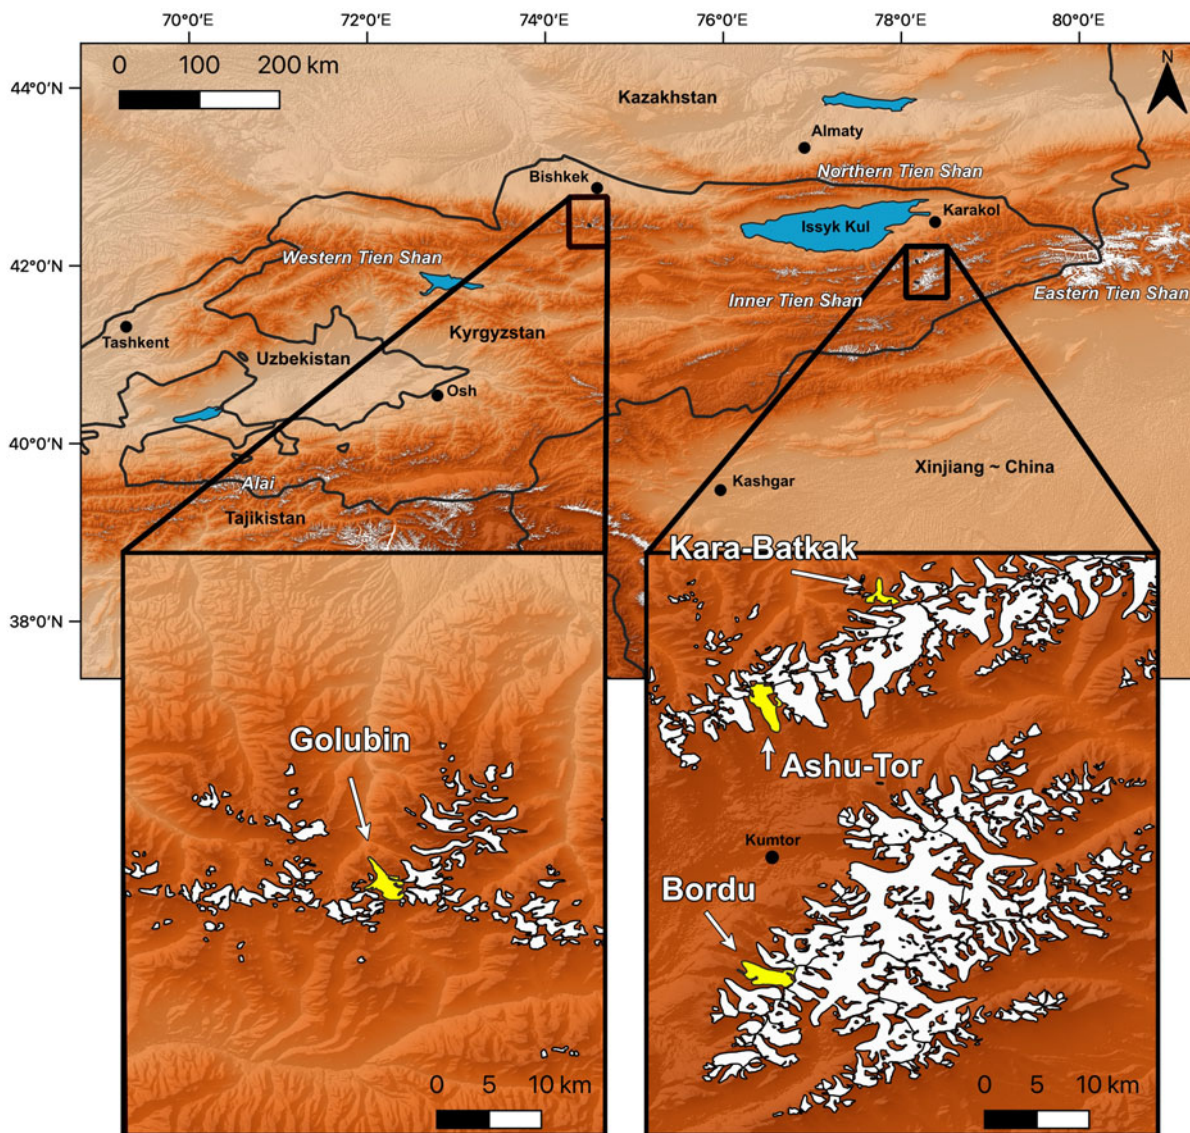 70°0'E 72°0'E 74°0'E 76°0'E 78°0'E 80°0'E
44°0'N
42°0'N
40°0'N
38°0'N
0 100 200 km
N
Kazakhstan
Almaty
Northern Tien Shan
Bishkek
Karakol
Issyk Kul
Western Tien Shan
Inner Tien Shan
Eastern Tien Shan
Kyrgyzstan
Tashkent
Uzbekistan
Osh
Xinjiang ~ China
Kashgar
Alai
Tajikistan
Golubin
0 5 10 km
Kara-Batkak
Ashu-Tor
Kumtor
Bordu
0 5 10 km